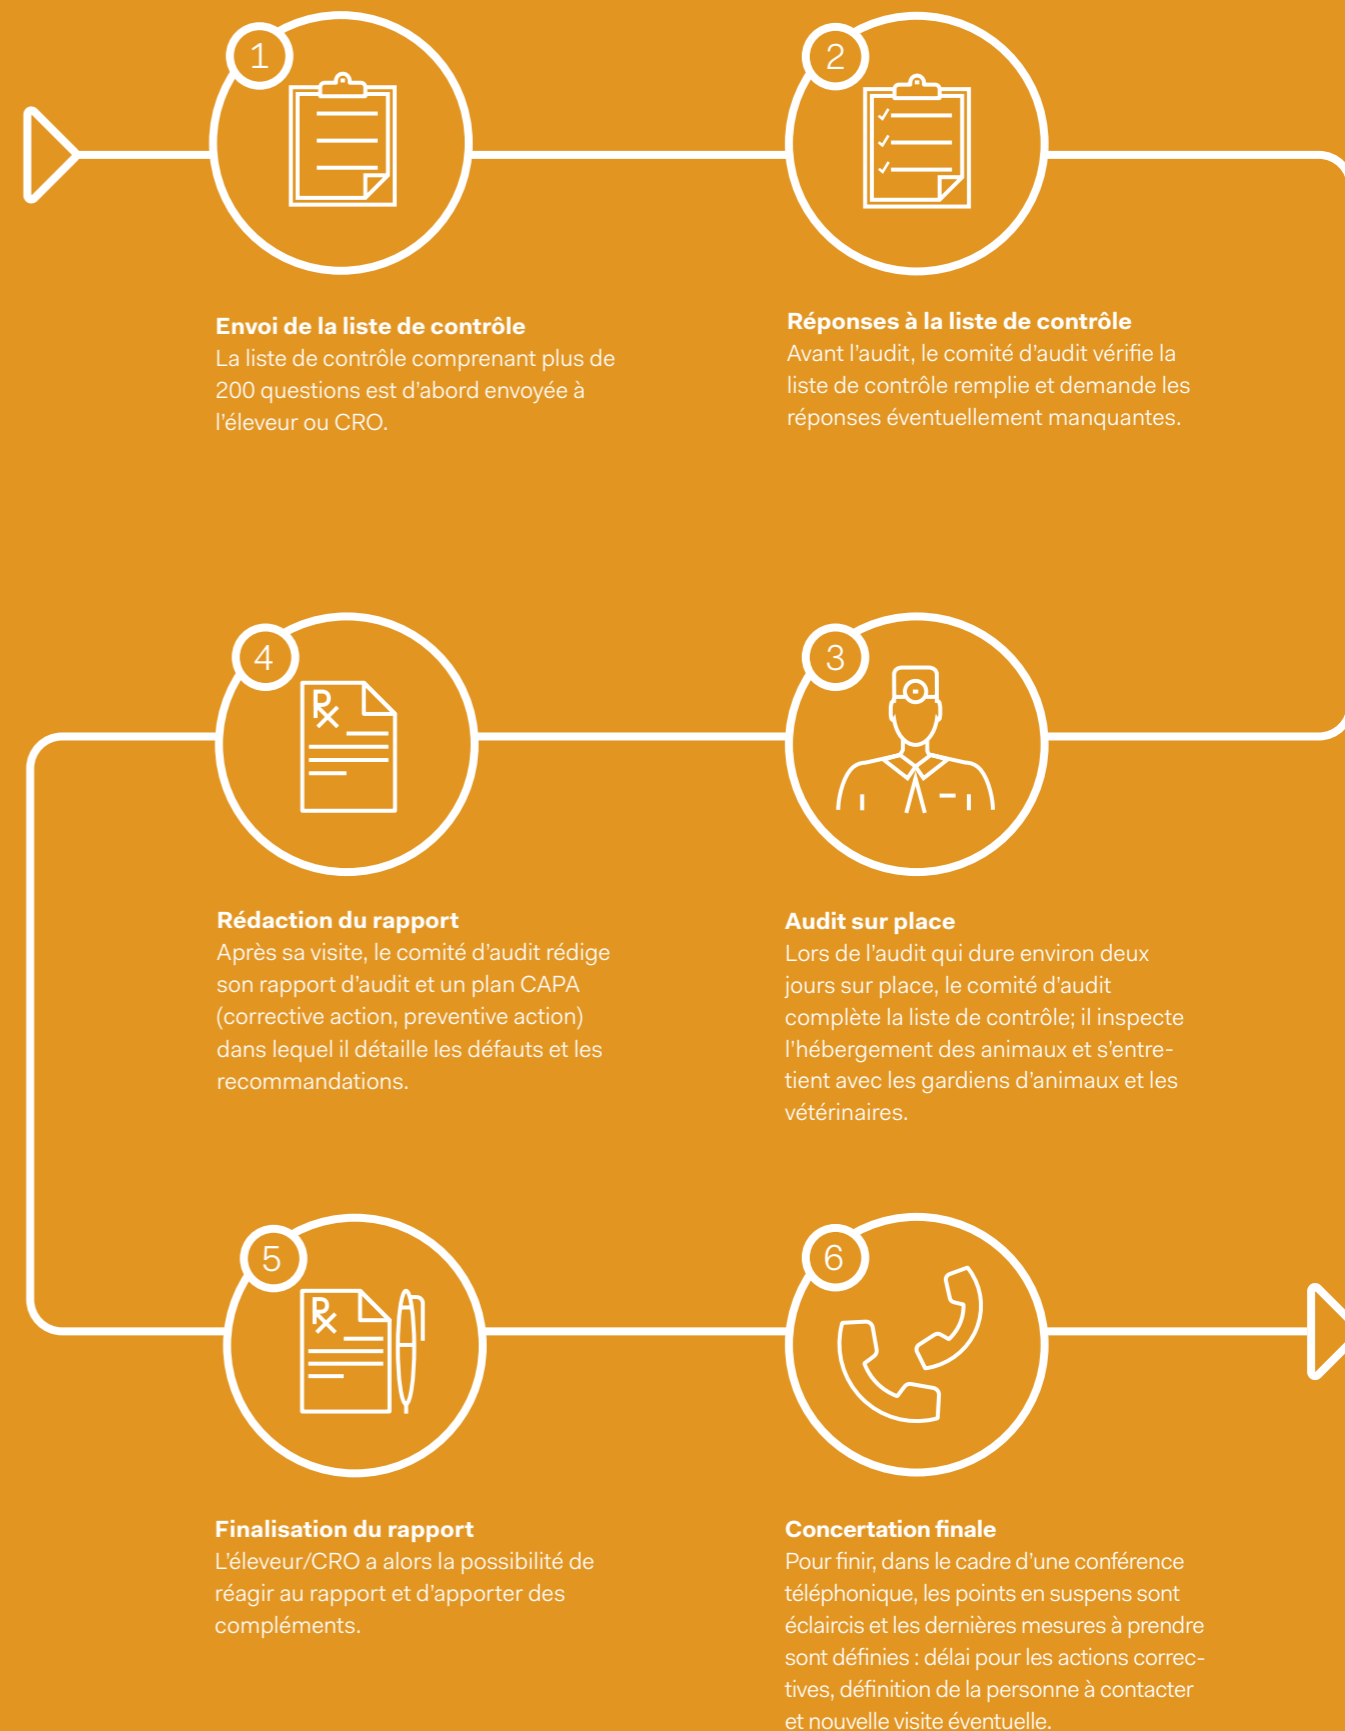 1
Envoi de la liste de contrôle
La liste de contrôle comprenant plus de
200 questions est d'abord envoyée à
l'éleveur ou CRO.
2
Réponses à la liste de contrôle
Avant l'audit, le comité d'audit vérifie la
liste de contrôle remplie et demande les
réponses éventuellement manquantes.
3
Audit sur place
Lors de l'audit qui dure environ deux
jours sur place, le comité d'audit
complète la liste de contrôle; il inspecte
l'hébergement des animaux et s'entre-
tient avec les gardiens d'animaux et les
vétérinaires.
4
℞
Rédaction du rapport
Après sa visite, le comité d'audit rédige
son rapport d'audit et un plan CAPA
(corrective action, preventive action)
dans lequel il détaille les défauts et les
recommandations.
5
℞
Finalisation du rapport
L'éleveur/CRO a alors la possibilité de
réagir au rapport et d'apporter des
compléments.
6
Concertation finale
Pour finir, dans le cadre d'une conférence
téléphonique, les points en suspens sont
éclaircis et les dernières mesures à prendre
sont définies : délai pour les actions correc-
tives, définition de la personne à contacter
et nouvelle visite éventuelle.